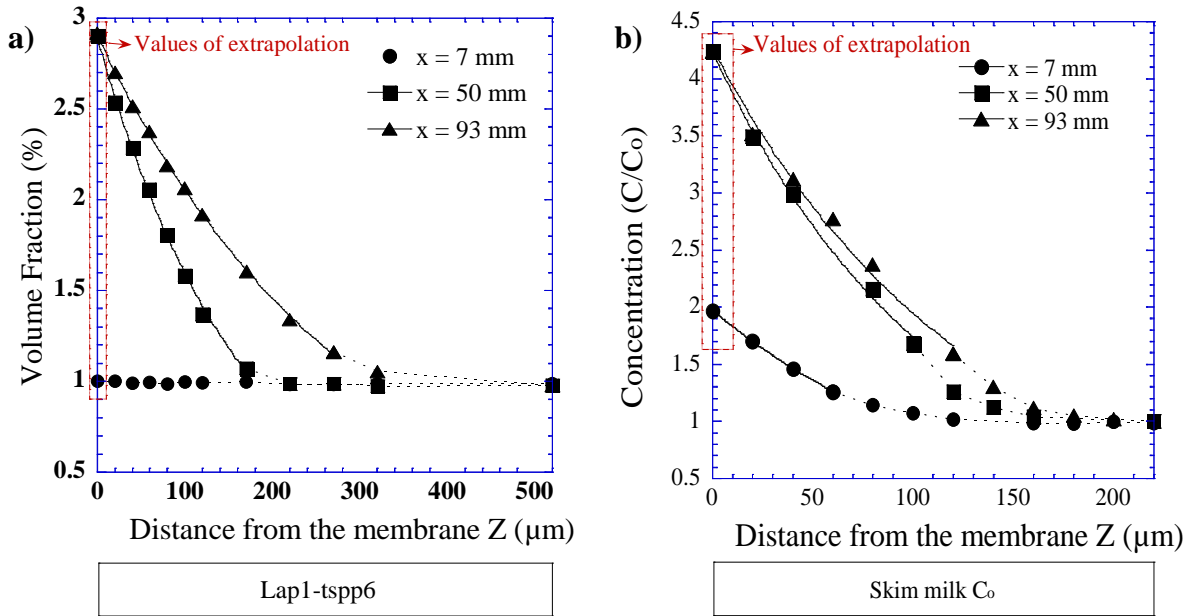 a)
Values of extrapolation
x = 7 mm
x = 50 mm
x = 93 mm
Volume Fraction (%)
3
2.5
2
1.5
1
0.5
0
100
200
300
400
500
Distance from the membrane Z (µm)
Lap1-tspp6
b)
Values of extrapolation
x = 7 mm
x = 50 mm
x = 93 mm
Concentration (C/Co)
4.5
4
3.5
3
2.5
2
1.5
1
0.5
0
50
100
150
200
Distance from the membrane Z (µm)
Skim milk Co